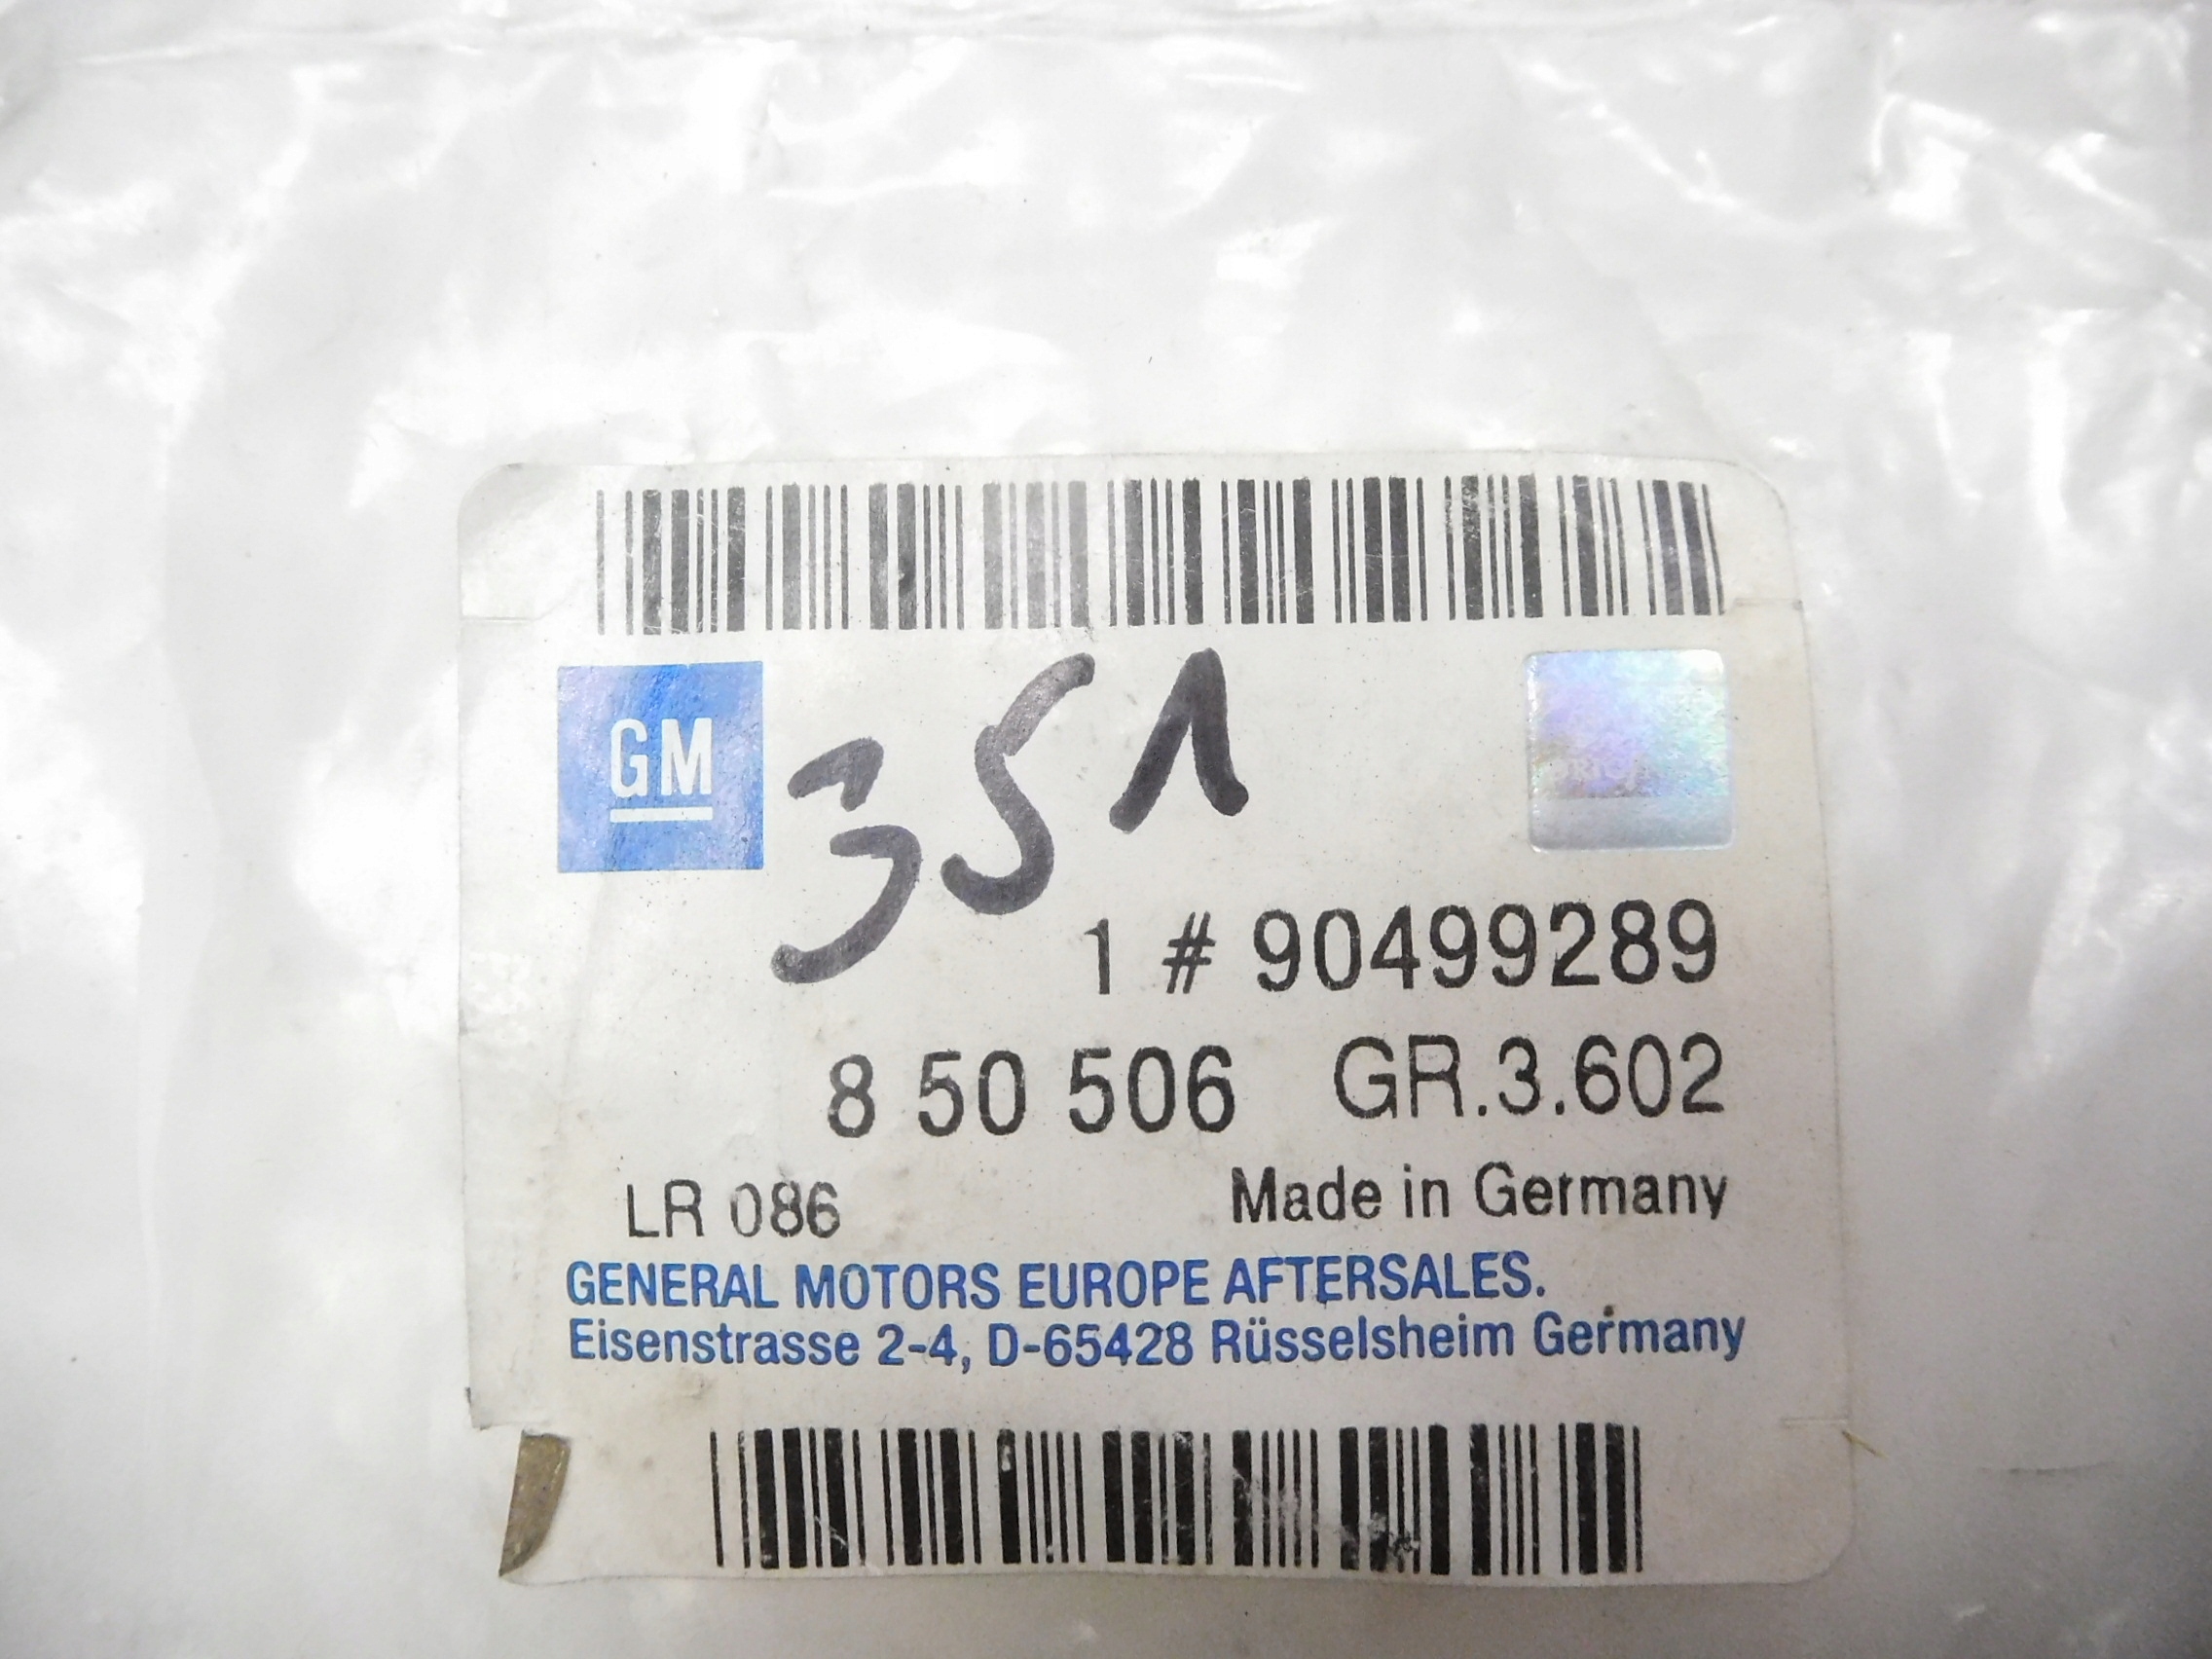 GM
351
1 # 90499289
8 50 506 GR.3.602
LR 086 Made in Germany
GENERAL MOTORS EUROPE AFTERSALES.
Eisenstrasse 2-4, D-65428 Rüsselsheim Germany